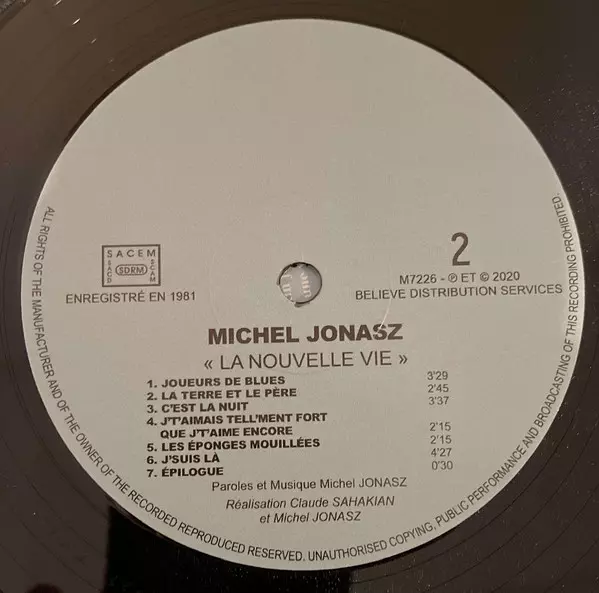 SACEM
SACD SDRM SCAM
ENREGISTRÉ EN 1981
2
M7226 - ℗ ET © 2020
BELIEVE DISTRIBUTION SERVICES
MICHEL JONASZ
« LA NOUVELLE VIE »
1. JOUEURS DE BLUES 3'29
2. LA TERRE ET LE PÈRE 2'45
3. C'EST LA NUIT 3'37
4. J'T'AIMAIS TELL'MENT FORT
QUE J'T'AIME ENCORE 2'15
5. LES ÉPONGES MOUILLÉES 2'15
6. J'SUIS LÀ 4'27
7. ÉPILOGUE 0'30
Paroles et Musique Michel JONASZ
Réalisation Claude SAHAKIAN
et Michel JONASZ
ALL RIGHTS OF THE MANUFACTURER AND OF THE OWNER OF THE RECORDED REPRODUCED RESERVED. UNAUTHORISED COPYING, PUBLIC PERFORMANCE AND BROADCASTING OF THIS RECORDING PROHIBITED.